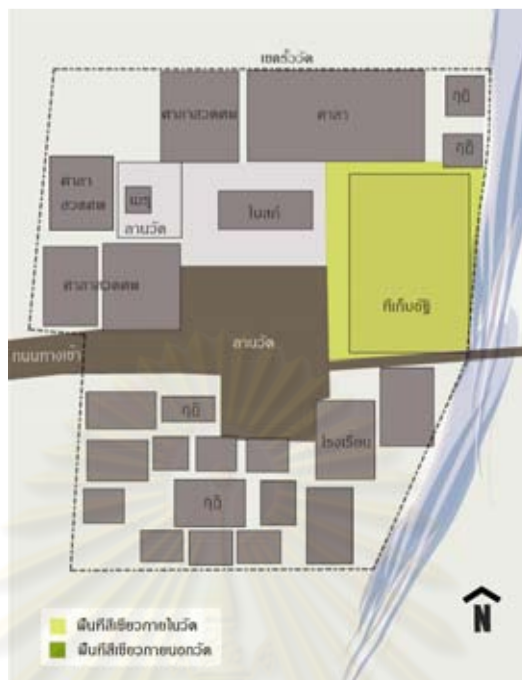 เขตรั้ววัด
ศาลาสวดศพ
ศาลา
กุฏิ
กุฏิ
ศาลา
สวดศพ
เมรุ
ลานวัด
โบสถ์
ศาลาสวดศพ
ที่เก็บอัฐิ
ลานวัด
ถนนทางเข้า
กุฏิ
โรงเรียน
กุฏิ
N
พื้นที่สีเขียวภายในวัด
พื้นที่สีเขียวภายนอกวัด